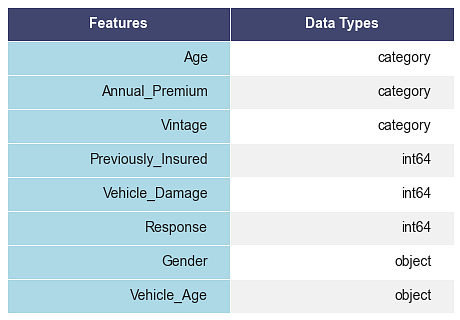 Features Data Types
Age category
Annual_Premium category
Vintage category
Previously_Insured int64
Vehicle_Damage int64
Response int64
Gender object
Vehicle_Age object